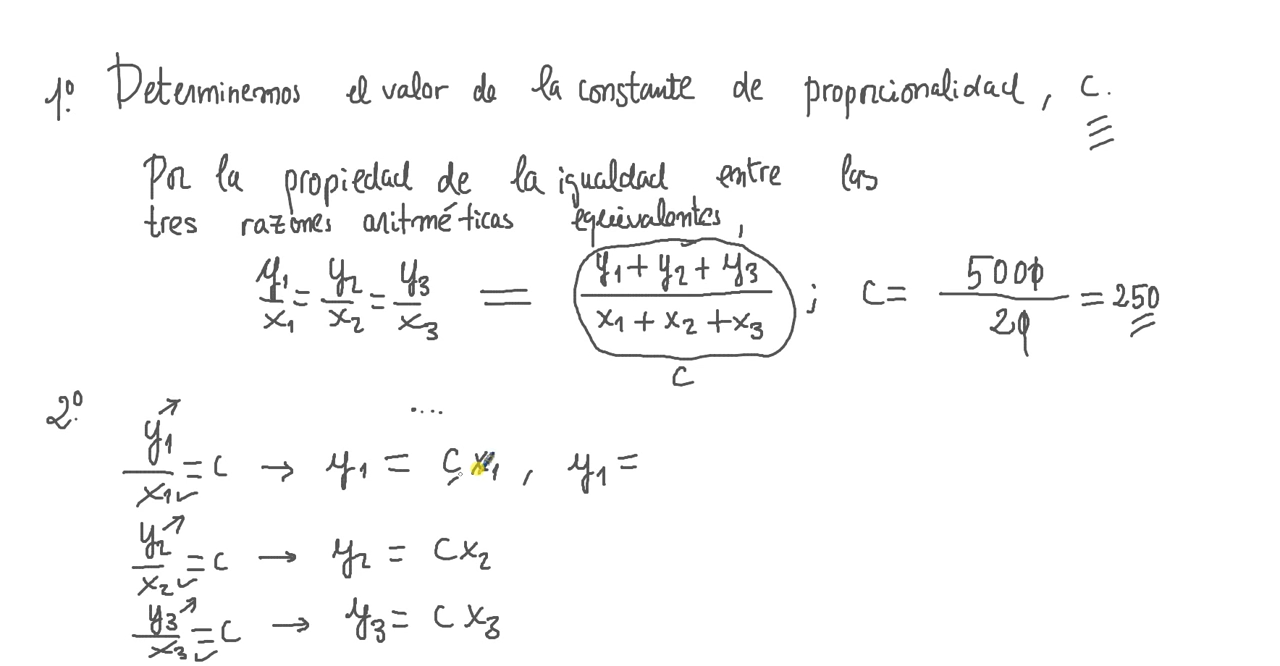 1º. Determinemos el valor de la constante de proporcionalidad, C.
Por la propiedad de la igualdad entre las
tres razones aritméticas equivalentes,
y₁/x₁ = y₂/x₂ = y₃/x₃ = (y₁ + y₂ + y₃)/(x₁ + x₂ + x₃) ; C = 5000/20 = 250
C
2º. ....
y₁/x₁ = C → y₁ = C x₁ , y₁ =
y₂/x₂ = C → y₂ = C x₂
y₃/x₃ = C → y₃ = C x₃